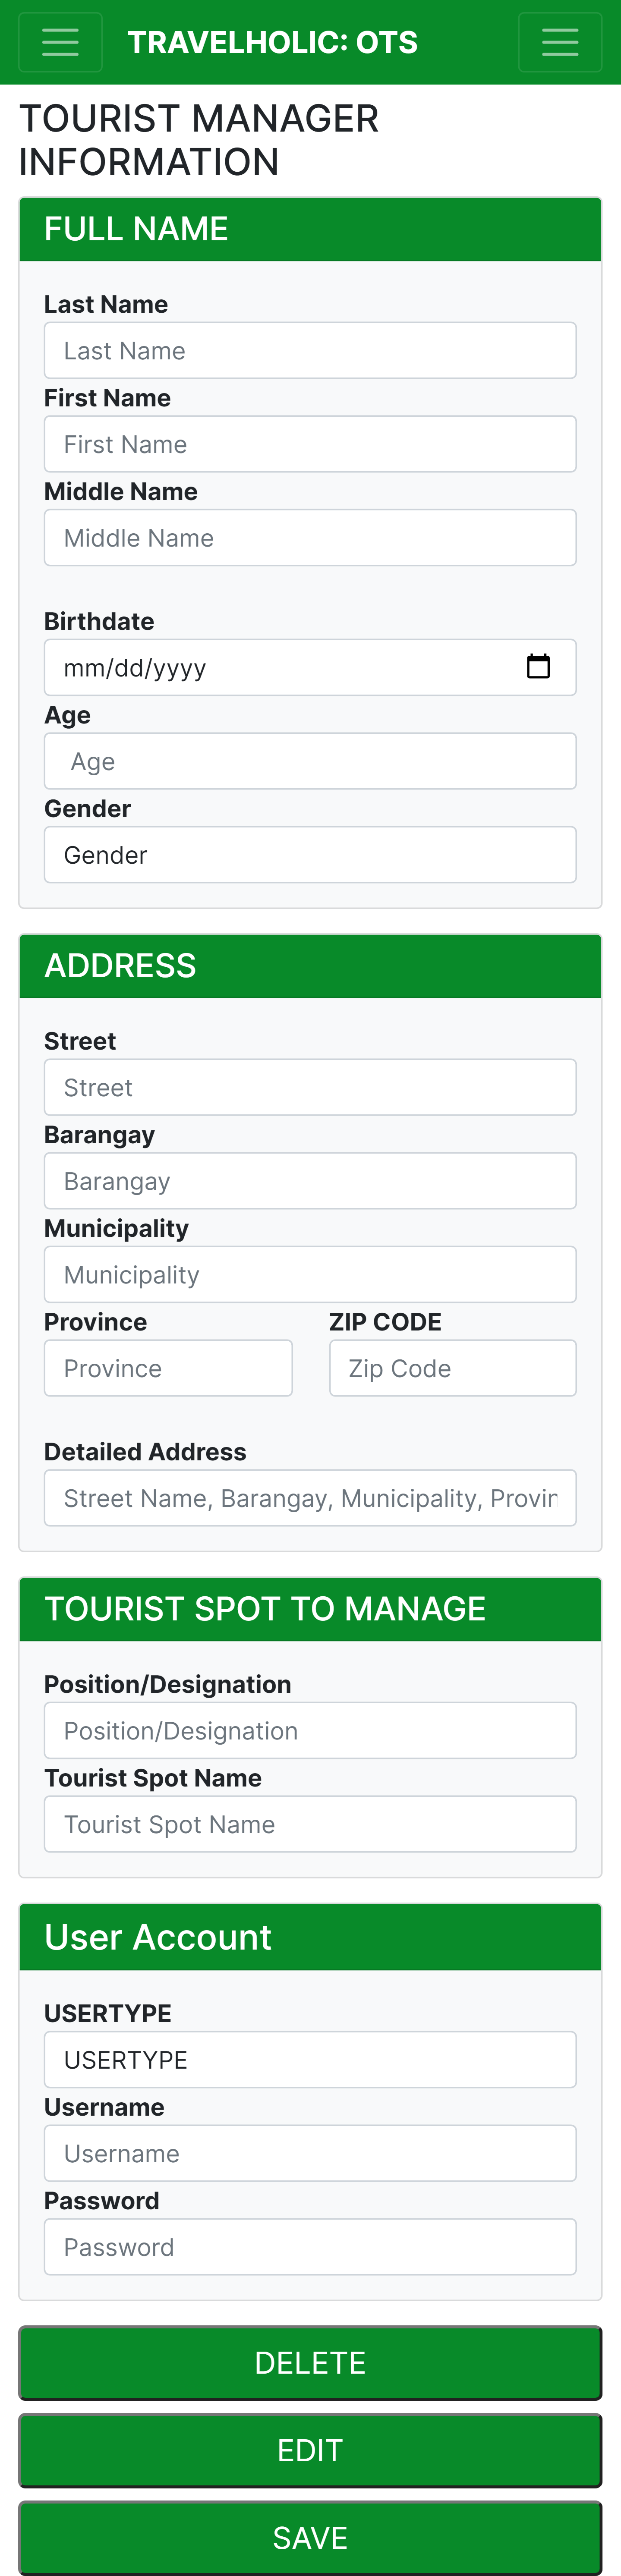 TRAVELHOLIC: OTS
TOURIST MANAGER
INFORMATION
FULL NAME
Last Name
Last Name
First Name
First Name
Middle Name
Middle Name
Birthdate
mm/dd/yyyy
Age
Age
Gender
Gender
ADDRESS
Street
Street
Barangay
Barangay
Municipality
Municipality
Province ZIP CODE
Province Zip Code
Detailed Address
Street Name, Barangay, Municipality, Provin
TOURIST SPOT TO MANAGE
Position/Designation
Position/Designation
Tourist Spot Name
Tourist Spot Name
User Account
USERTYPE
USERTYPE
Username
Username
Password
Password
DELETE
EDIT
SAVE